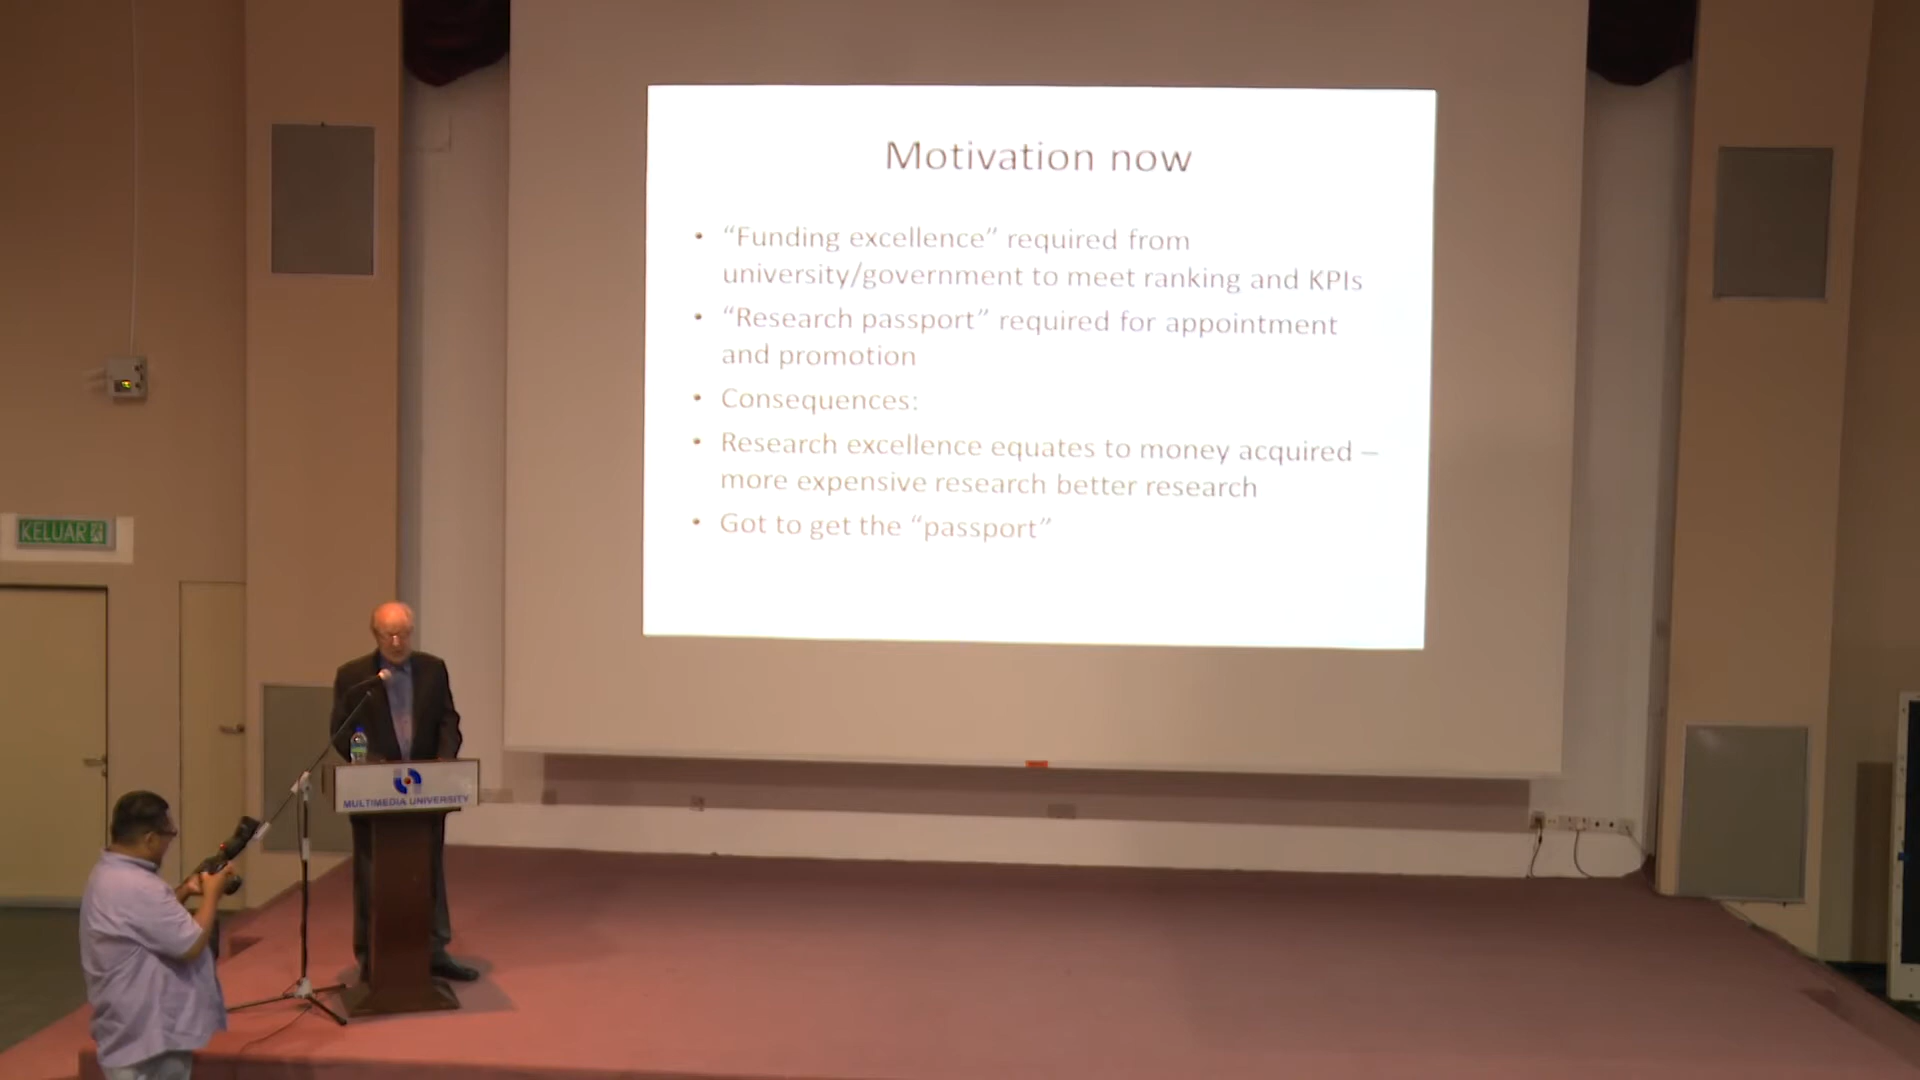 Motivation now
• “Funding excellence” required from
university/government to meet ranking and KPIs
• “Research passport” required for appointment
and promotion
• Consequences:
• Research excellence equates to money acquired –
more expensive research better research
• Got to get the “passport”
KELUAR
MULTIMEDIA UNIVERSITY